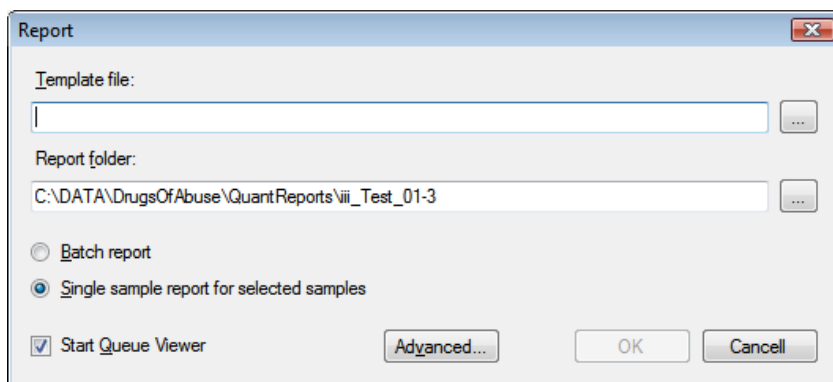 Report
Template file:
...
Report folder:
C:\DATA\DrugsOfAbuse\QuantReports\iii_Test_01-3
...
Batch report
Single sample report for selected samples
Start Queue Viewer
Advanced...
OK
Cancell